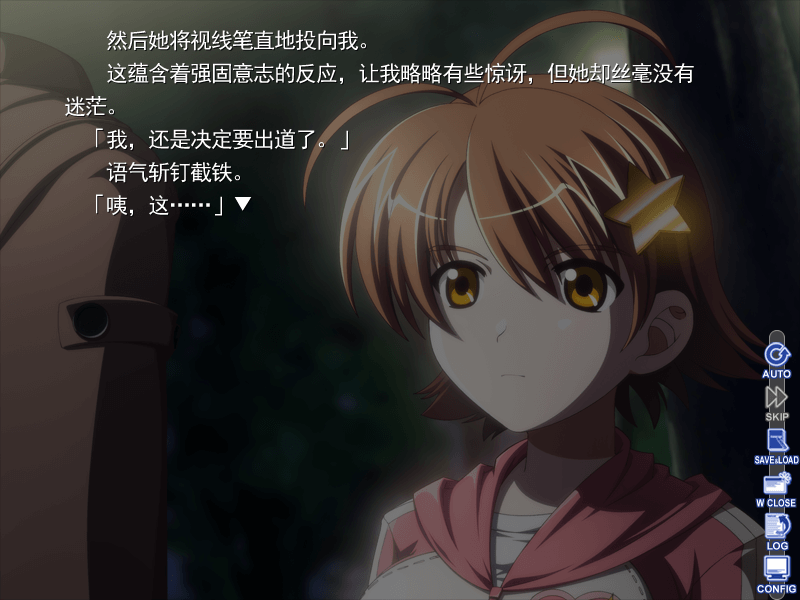 然后她将视线笔直地投向我。
这蕴含着强固意志的反应，让我略略有些惊讶，但她却丝毫没有
迷茫。
「我，还是决定要出道了。」
语气斩钉截铁。
「咦，这……」▼
AUTO
SKIP
SAVE&LOAD
W CLOSE
LOG
CONFIG